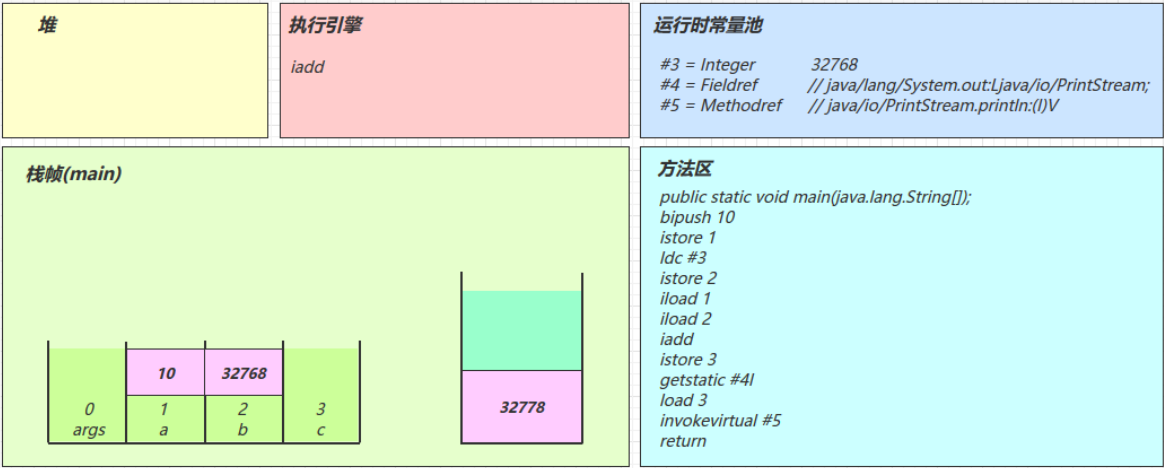 堆
执行引擎
iadd
运行时常量池
#3 = Integer 32768
#4 = Fieldref // java/lang/System.out:Ljava/io/PrintStream;
#5 = Methodref // java/io/PrintStream.println:(I)V
栈帧(main)
10 32768
0 1 2 3
args a b c
32778
方法区
public static void main(java.lang.String[]);
bipush 10
istore 1
ldc #3
istore 2
iload 1
iload 2
iadd
istore 3
getstatic #4l
load 3
invokevirtual #5
return